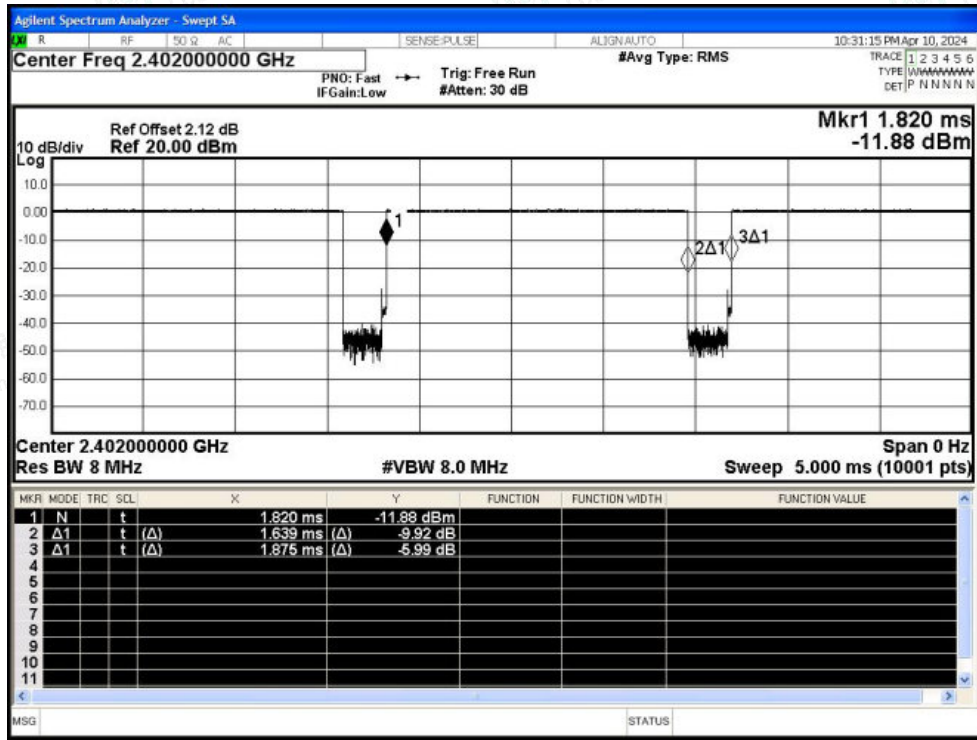 Agilent Spectrum Analyzer - Swept SA
LXI R RF 50 Ω AC SENSE:PULSE ALIGNAUTO 10:31:15 PM Apr 10, 2024
Center Freq 2.402000000 GHz #Avg Type: RMS TRACE 1 2 3 4 5 6
PNO: Fast Trig: Free Run TYPE WWWWWW
IFGain:Low #Atten: 30 dB DET P N N N N N
Mkr1 1.820 ms
-11.88 dBm
Ref Offset 2.12 dB
10 dB/div Ref 20.00 dBm
Log
10.0
0.00
-10.0
-20.0
-30.0
-40.0
-50.0
-60.0
-70.0
1
2Δ1
3Δ1
Center 2.402000000 GHz Span 0 Hz
Res BW 8 MHz #VBW 8.0 MHz Sweep 5.000 ms (10001 pts)
MKR MODE TRC SCL X Y FUNCTION FUNCTION WIDTH FUNCTION VALUE
1 N t 1.820 ms -11.88 dBm
2 Δ1 t (Δ) 1.639 ms (Δ) -9.92 dB
3 Δ1 t (Δ) 1.875 ms (Δ) -5.99 dB
4
5
6
7
8
9
10
11
MSG STATUS